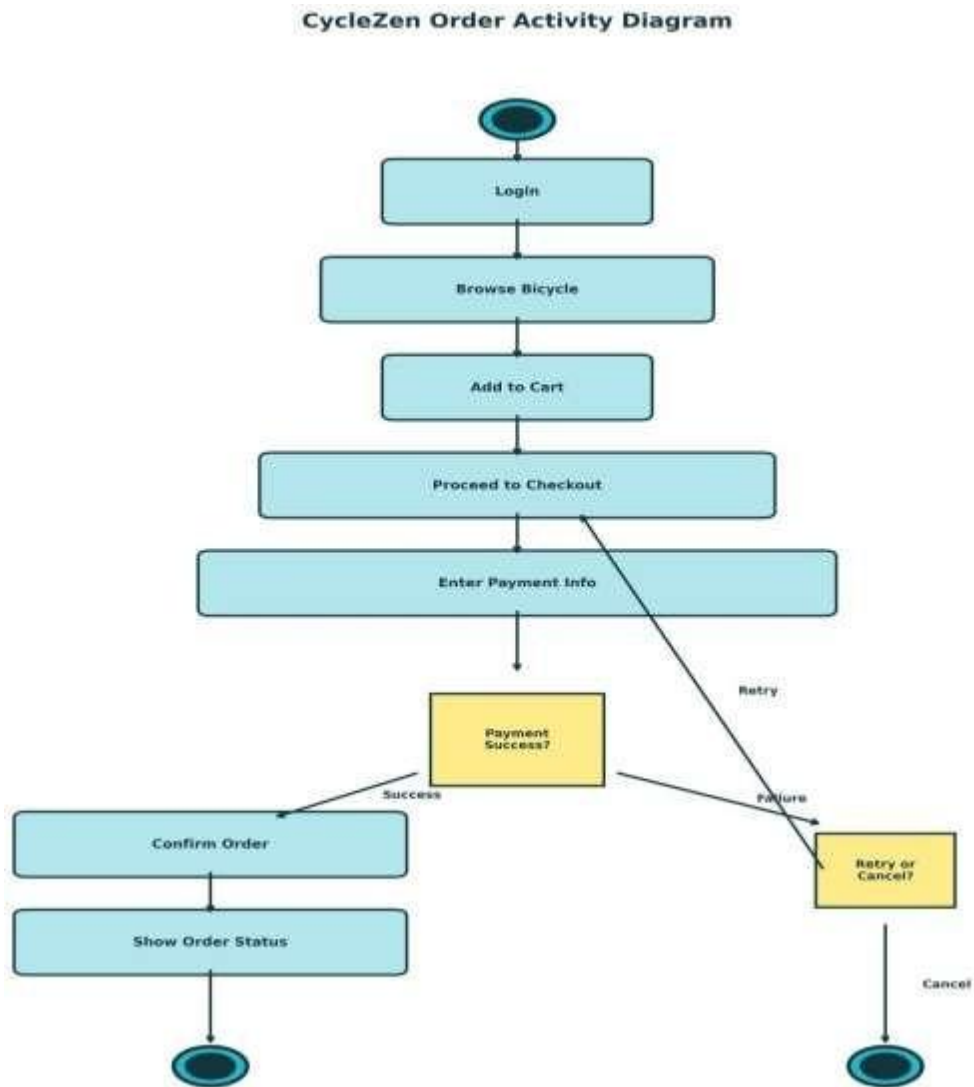 CycleZen Order Activity Diagram
Login
Browse Bicycle
Add to Cart
Proceed to Checkout
Enter Payment Info
Retry
Payment
Success?
Success
Failure
Confirm Order
Retry or
Cancel?
Show Order Status
Cancel